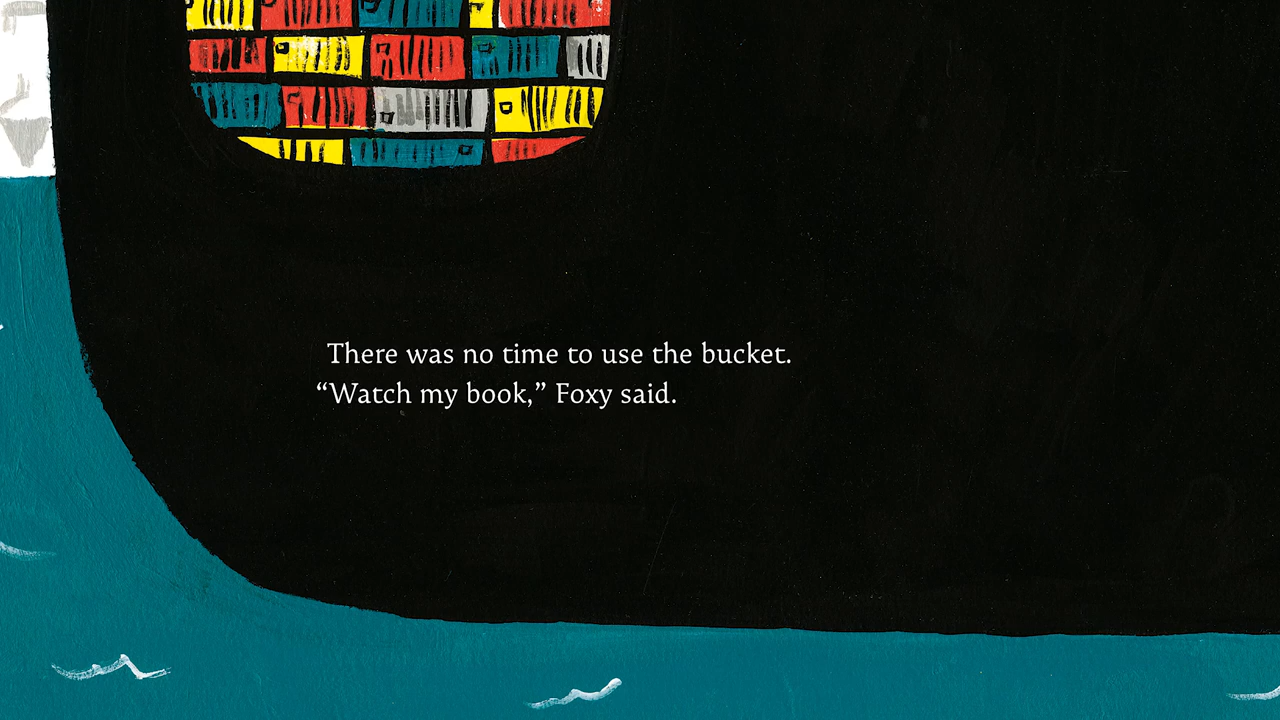 There was no time to use the bucket.
“Watch my book,” Foxy said.